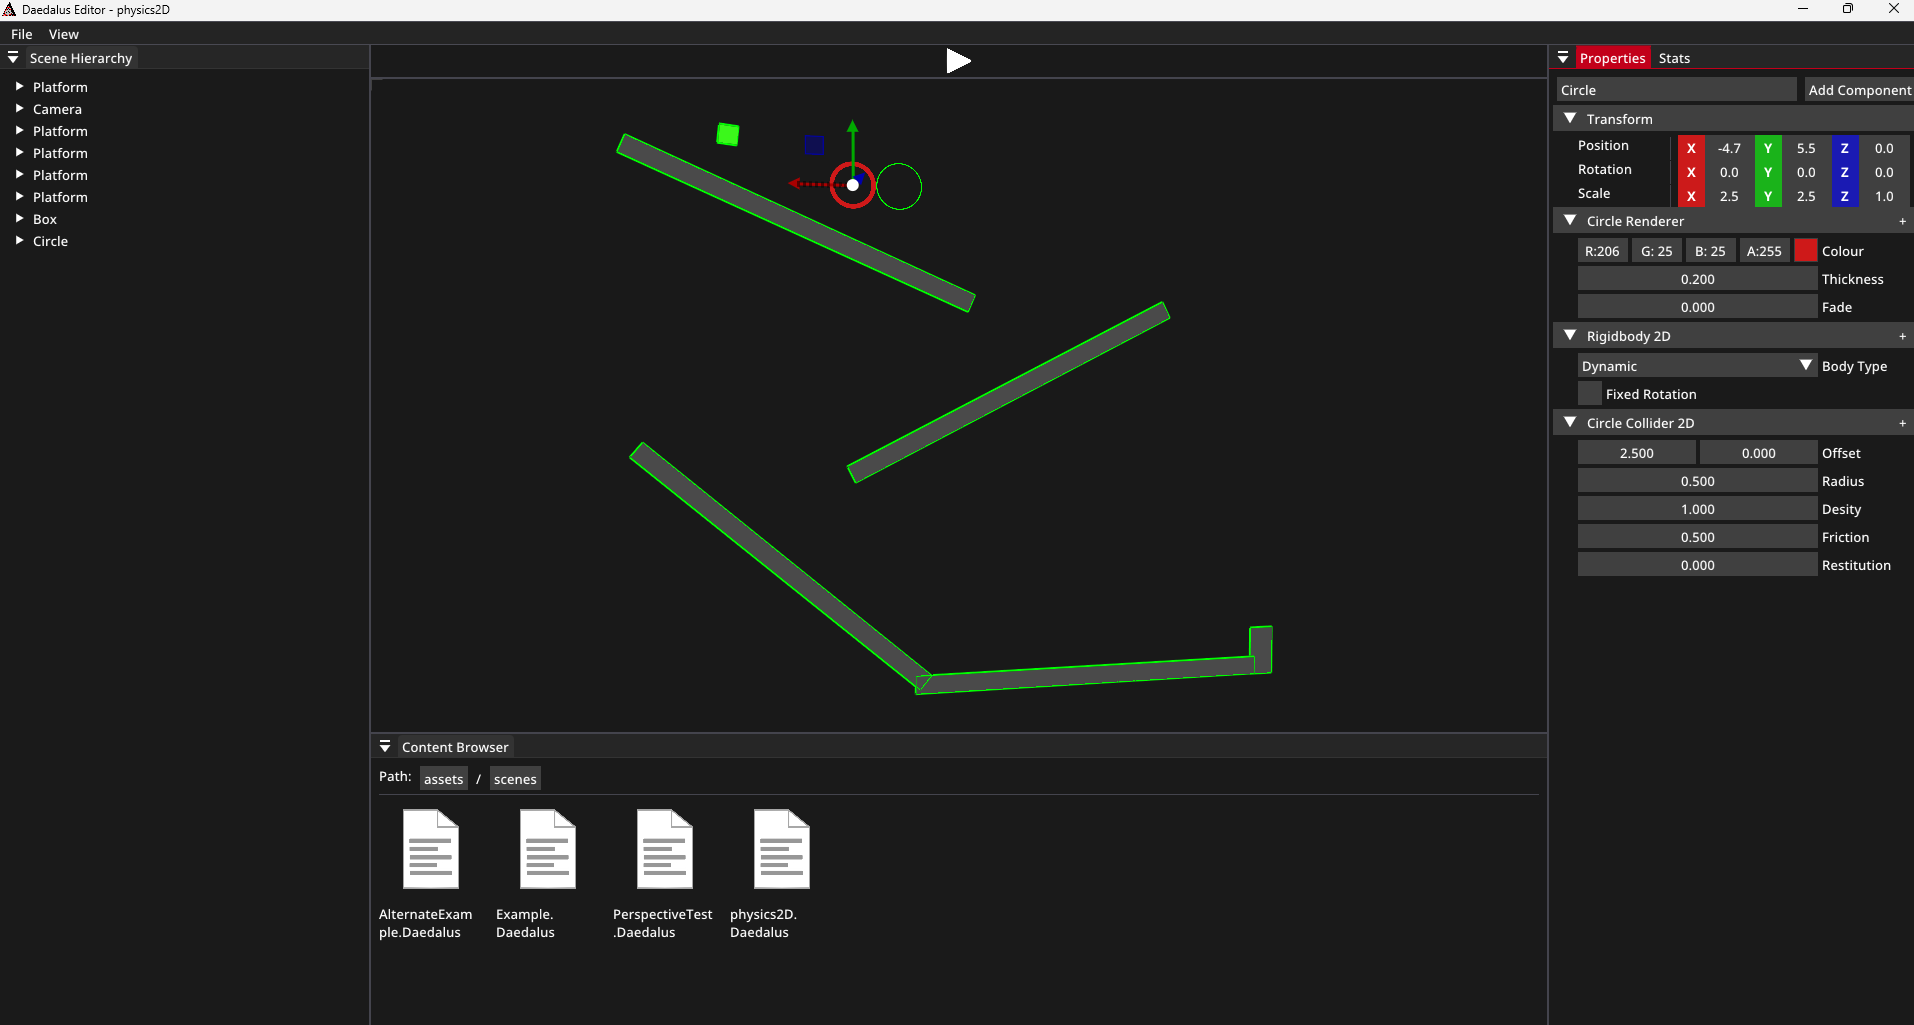 Daedalus Editor - physics2D
File View
Scene Hierarchy
Platform
Camera
Platform
Platform
Platform
Platform
Box
Circle
Properties Stats
Circle Add Component
Transform
Position X -4.7 Y 5.5 Z 0.0
Rotation X 0.0 Y 0.0 Z 0.0
Scale X 2.5 Y 2.5 Z 1.0
Circle Renderer +
R:206 G: 25 B: 25 A:255 Colour
0.200 Thickness
0.000 Fade
Rigidbody 2D +
Dynamic Body Type
Fixed Rotation
Circle Collider 2D +
2.500 0.000 Offset
0.500 Radius
1.000 Desity
0.500 Friction
0.000 Restitution
Content Browser
Path: assets / scenes
AlternateExam
ple.Daedalus
Example.
Daedalus
PerspectiveTest
.Daedalus
physics2D.
Daedalus